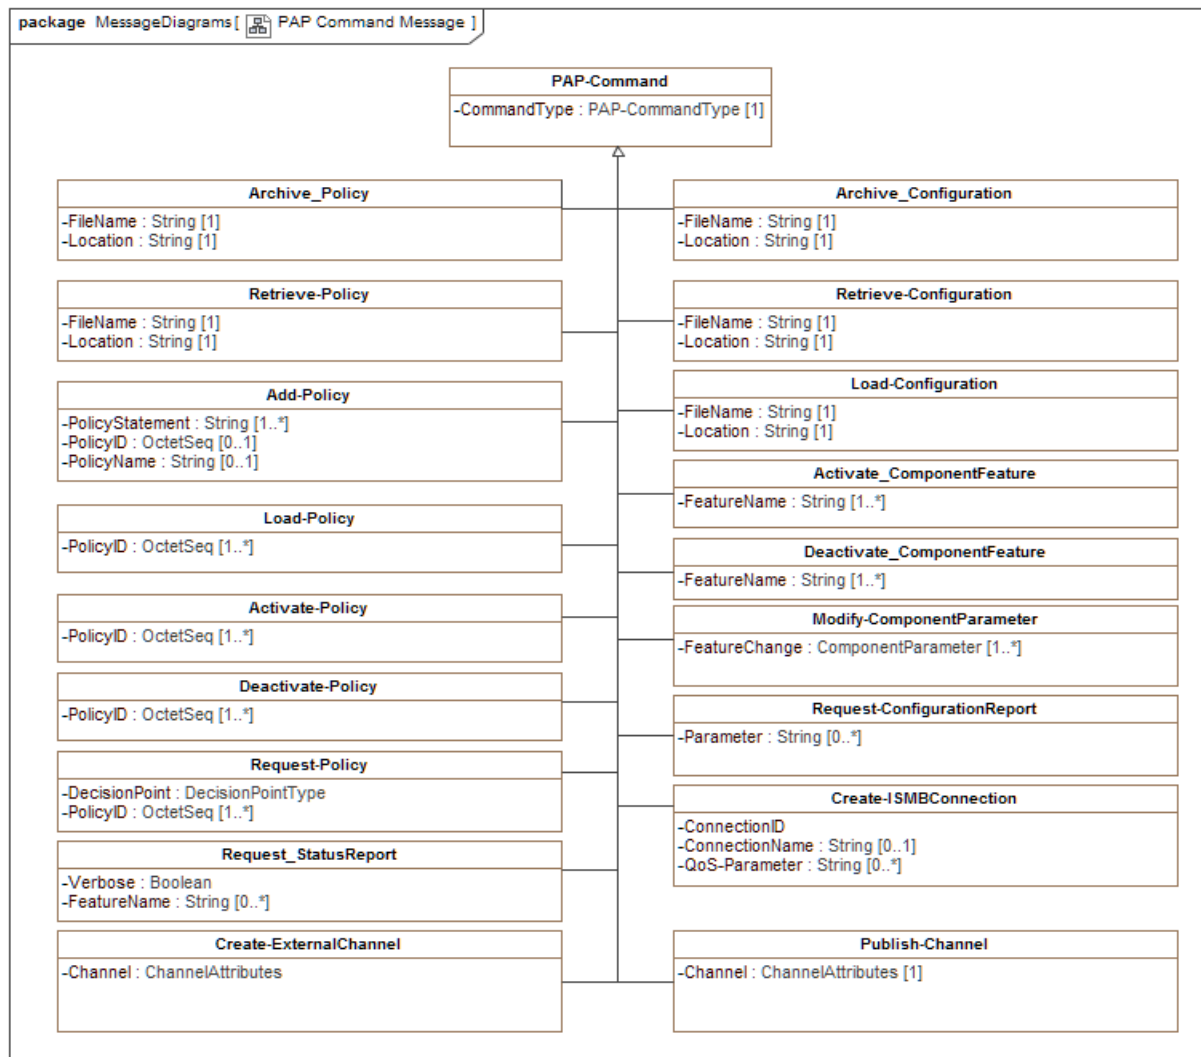 package MessageDiagrams[ PAP Command Message ]
PAP-Command
-CommandType : PAP-CommandType [1]
Archive_Policy
-FileName : String [1]
-Location : String [1]
Archive_Configuration
-FileName : String [1]
-Location : String [1]
Retrieve-Policy
-FileName : String [1]
-Location : String [1]
Retrieve-Configuration
-FileName : String [1]
-Location : String [1]
Add-Policy
-PolicyStatement : String [1..*]
-PolicyID : OctetSeq [0..1]
-PolicyName : String [0..1]
Load-Configuration
-FileName : String [1]
-Location : String [1]
Activate_ComponentFeature
-FeatureName : String [1..*]
Load-Policy
-PolicyID : OctetSeq [1..*]
Deactivate_ComponentFeature
-FeatureName : String [1..*]
Activate-Policy
-PolicyID : OctetSeq [1..*]
Modify-ComponentParameter
-FeatureChange : ComponentParameter [1..*]
Deactivate-Policy
-PolicyID : OctetSeq [1..*]
Request-ConfigurationReport
-Parameter : String [0..*]
Request-Policy
-DecisionPoint : DecisionPointType
-PolicyID : OctetSeq [1..*]
Create-ISMBConnection
-ConnectionID
-ConnectionName : String [0..1]
-QoS-Parameter : String [0..*]
Request_StatusReport
-Verbose : Boolean
-FeatureName : String [0..*]
Create-ExternalChannel
-Channel : ChannelAttributes
Publish-Channel
-Channel : ChannelAttributes [1]